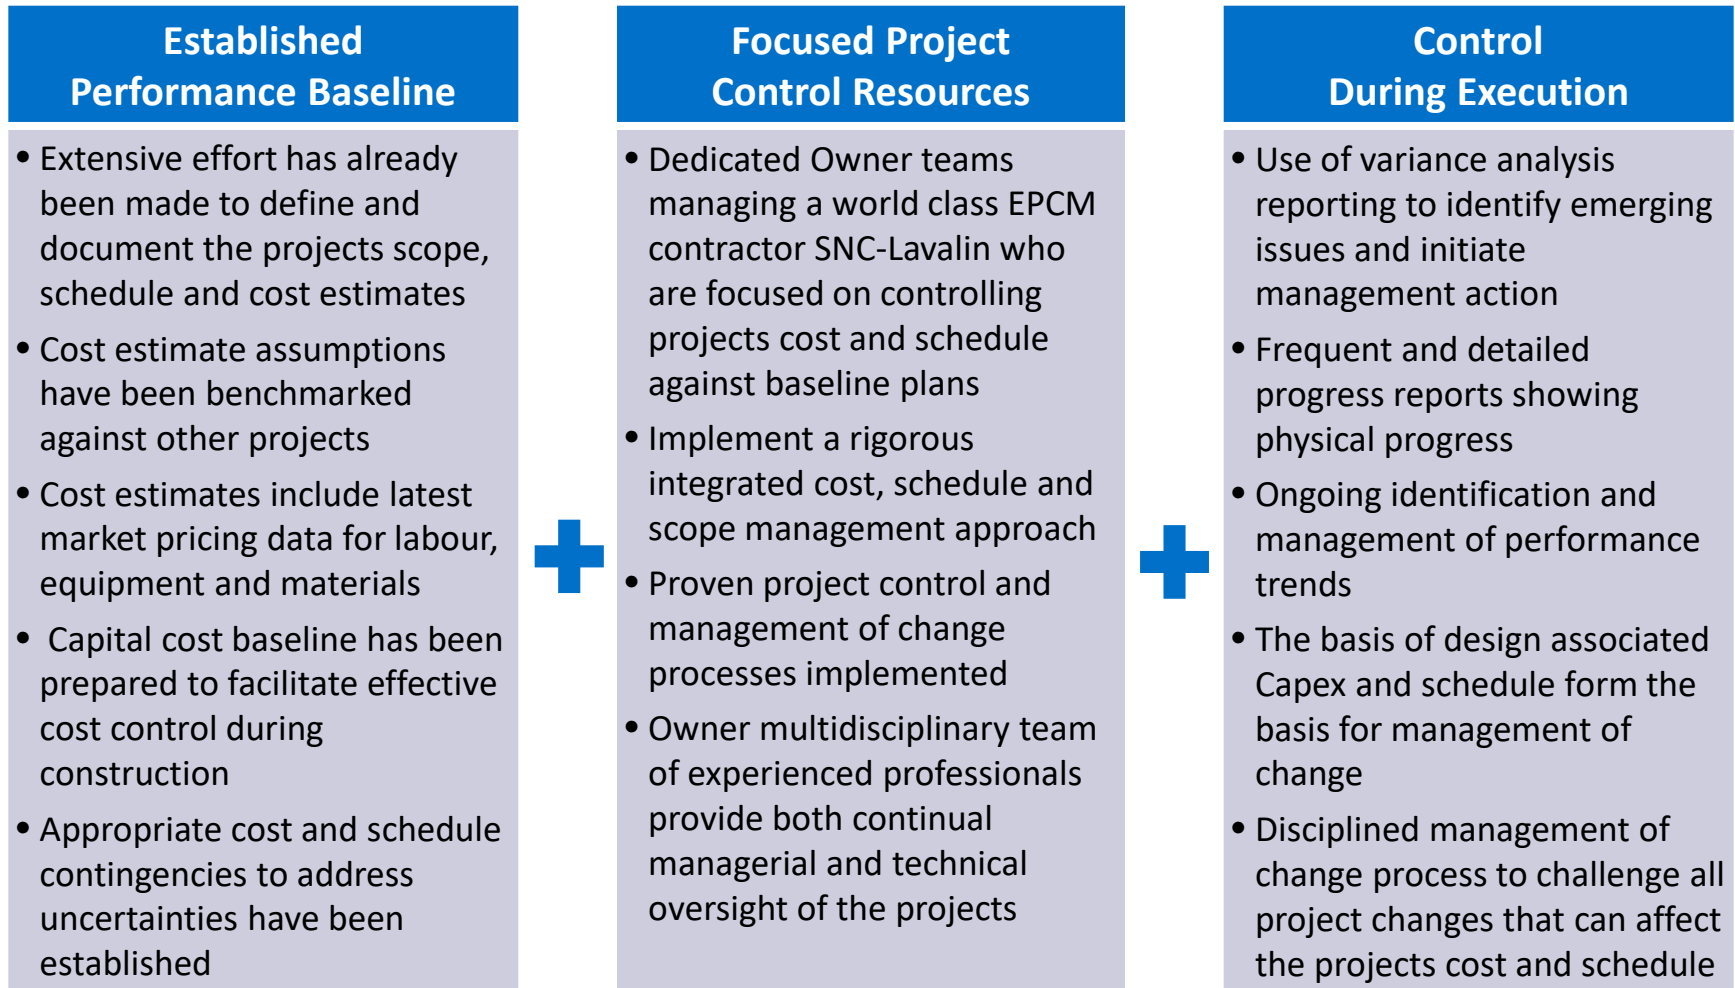 Established
Performance Baseline
• Extensive effort has already
been made to define and
document the projects scope,
schedule and cost estimates
• Cost estimate assumptions
have been benchmarked
against other projects
• Cost estimates include latest
market pricing data for labour,
equipment and materials
• Capital cost baseline has been
prepared to facilitate effective
cost control during
construction
• Appropriate cost and schedule
contingencies to address
uncertainties have been
established
Focused Project
Control Resources
• Dedicated Owner teams
managing a world class EPCM
contractor SNC-Lavalin who
are focused on controlling
projects cost and schedule
against baseline plans
• Implement a rigorous
integrated cost, schedule and
scope management approach
• Proven project control and
management of change
processes implemented
• Owner multidisciplinary team
of experienced professionals
provide both continual
managerial and technical
oversight of the projects
Control
During Execution
• Use of variance analysis
reporting to identify emerging
issues and initiate
management action
• Frequent and detailed
progress reports showing
physical progress
• Ongoing identification and
management of performance
trends
• The basis of design associated
Capex and schedule form the
basis for management of
change
• Disciplined management of
change process to challenge all
project changes that can affect
the projects cost and schedule